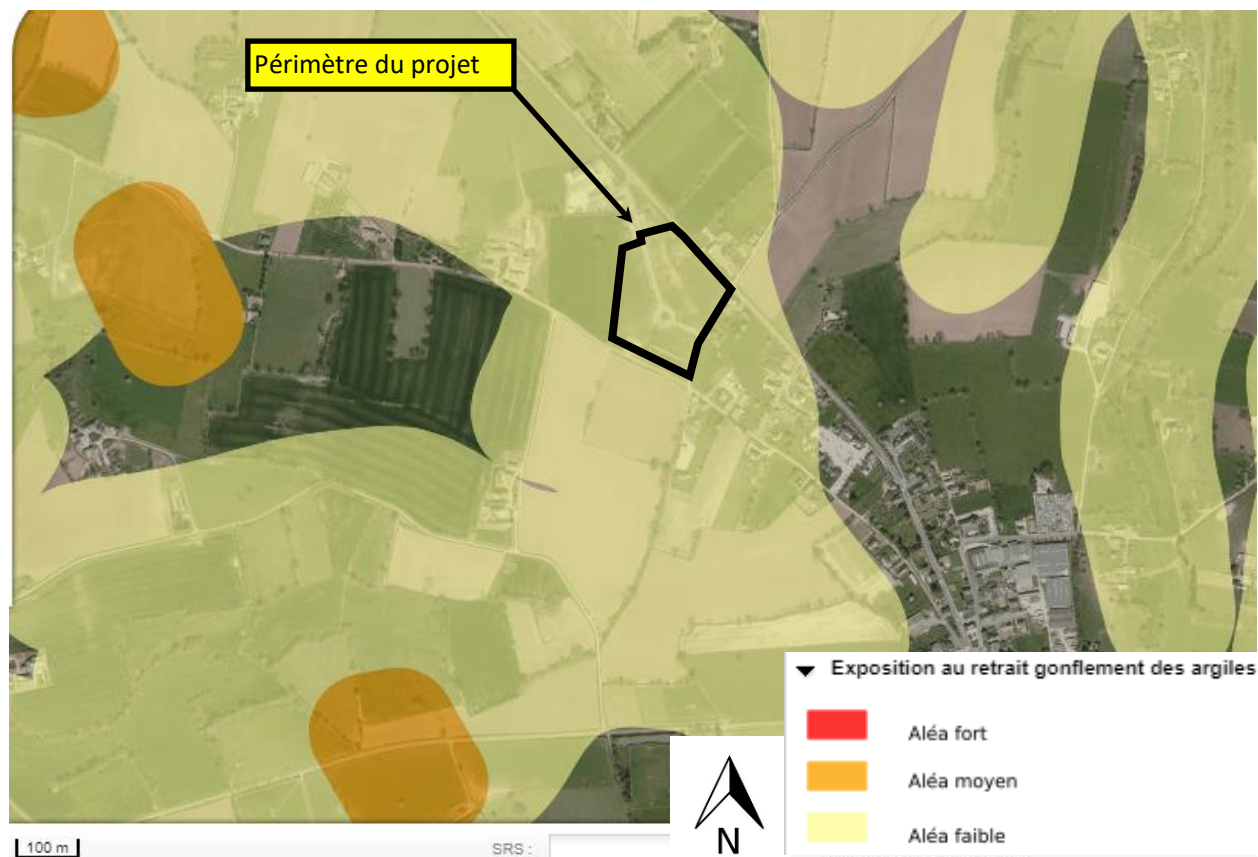 Périmètre du projet
Exposition au retrait gonflement des argiles
Aléa fort
Aléa moyen
Aléa faible
N
100 m
SRS :